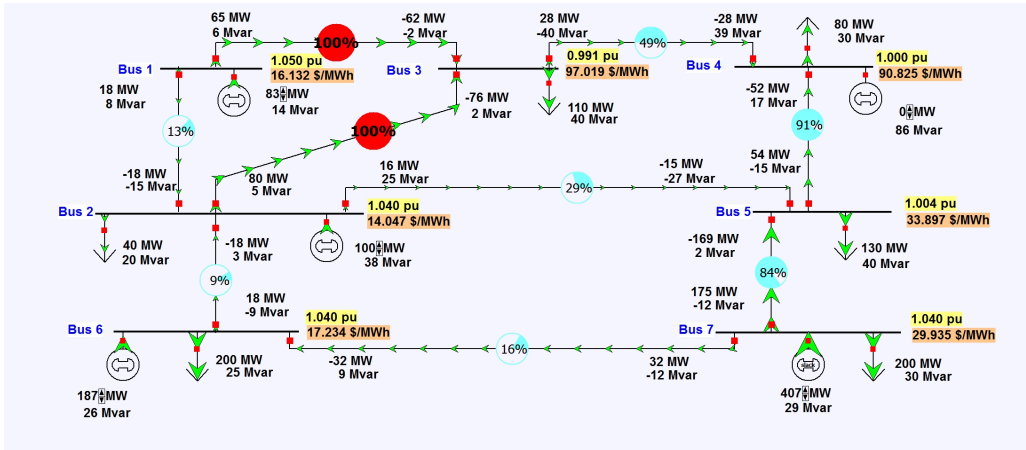 65 MW
6 Mvar
100%
-62 MW
-2 Mvar
28 MW
-40 Mvar
49%
-28 MW
39 Mvar
80 MW
30 Mvar
Bus 1
1.050 pu
16.132 $/MWh
Bus 3
0.991 pu
97.019 $/MWh
Bus 4
1.000 pu
90.825 $/MWh
18 MW
8 Mvar
83 MW
14 Mvar
-76 MW
2 Mvar
110 MW
40 Mvar
-52 MW
17 Mvar
0 MW
86 Mvar
13%
100%
91%
-18 MW
-15 Mvar
80 MW
5 Mvar
16 MW
25 Mvar
29%
-15 MW
-27 Mvar
54 MW
-15 Mvar
Bus 2
1.040 pu
14.047 $/MWh
Bus 5
1.004 pu
33.897 $/MWh
40 MW
20 Mvar
-18 MW
3 Mvar
100 MW
38 Mvar
-169 MW
2 Mvar
130 MW
40 Mvar
9%
84%
18 MW
-9 Mvar
175 MW
-12 Mvar
Bus 6
1.040 pu
17.234 $/MWh
Bus 7
1.040 pu
29.935 $/MWh
200 MW
25 Mvar
-32 MW
9 Mvar
16%
32 MW
-12 Mvar
slack
200 MW
30 Mvar
187 MW
26 Mvar
407 MW
29 Mvar